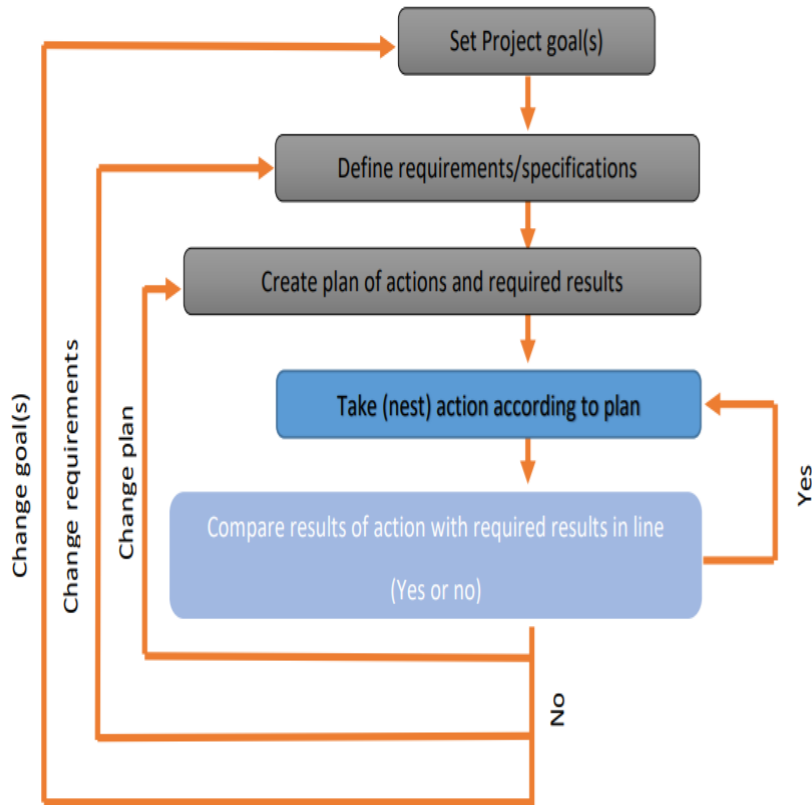 Set Project goal(s)
Define requirements/specifications
Create plan of actions and required results
Take (nest) action according to plan
Compare results of action with required results in line
(Yes or no)
Yes
No
Change plan
Change requirements
Change goal(s)